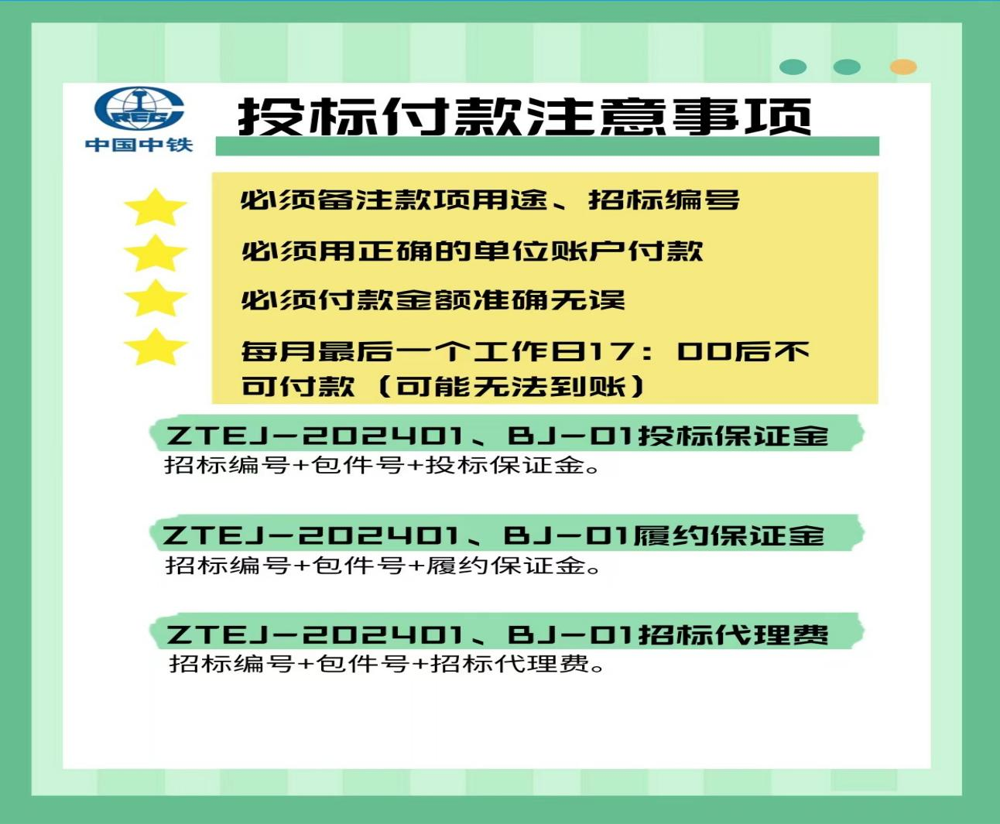 CREG
中国中铁
投标付款注意事项
必须备注款项用途、招标编号
必须用正确的单位账户付款
必须付款金额准确无误
每月最后一个工作日17：00后不
可付款（可能无法到账）
ZTEJ-202401、BJ-01投标保证金
招标编号+包件号+投标保证金。
ZTEJ-202401、BJ-01履约保证金
招标编号+包件号+履约保证金。
ZTEJ-202401、BJ-01招标代理费
招标编号+包件号+招标代理费。